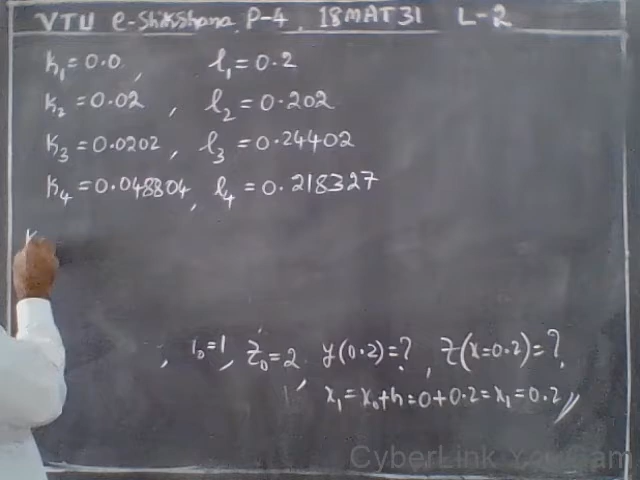 VTU e-Shikshana P-4, 18MAT31 L-2
K₁ = 0.0, l₁ = 0.2
K₂ = 0.02, l₂ = 0.202
K₃ = 0.0202, l₃ = 0.24402
K₄ = 0.048804, l₄ = 0.218327
K
, ₀=1, Z₀=2, y(0.2)=?, Z(x=0.2)=?
x₁ = x₀+h = 0+0.2 = x₁ = 0.2 //
CyberLink YouCam